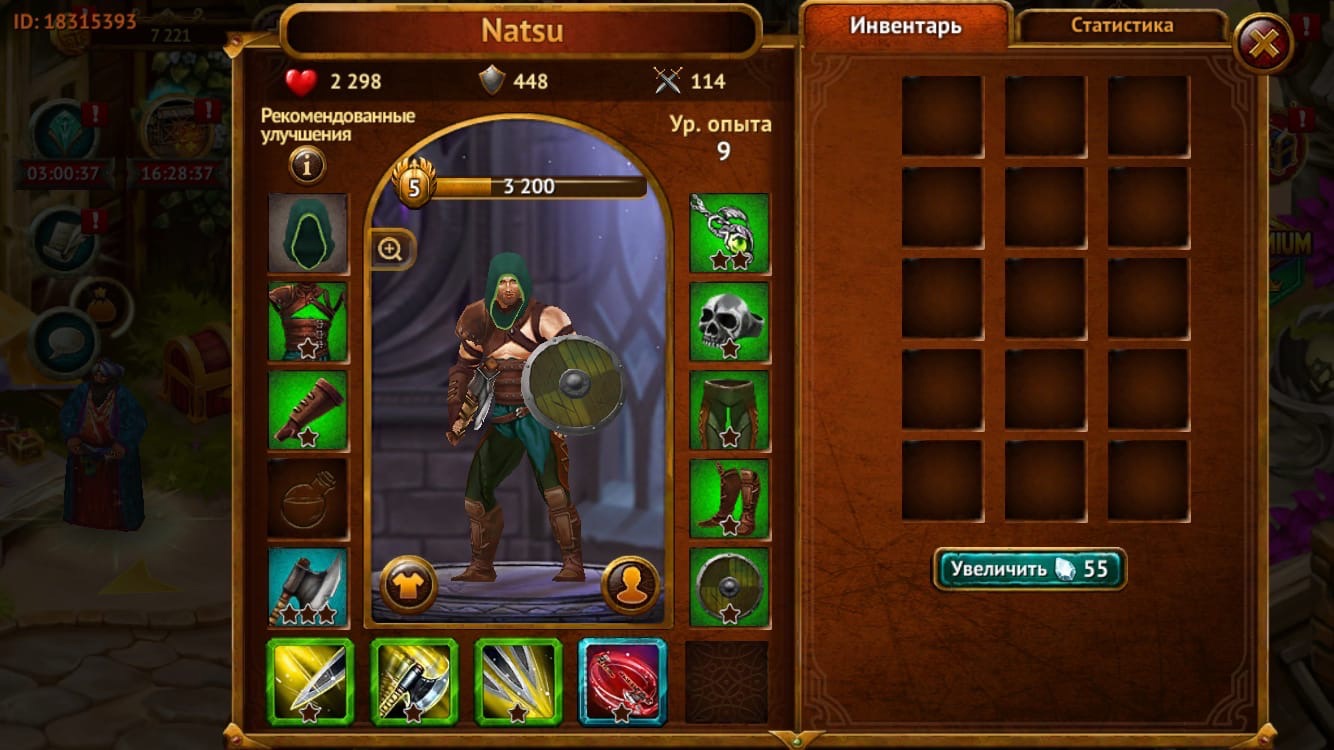 ID: 18315393
7 221
Natsu
Инвентарь
Статистика
2 298
448
114
Рекомендованные
улучшения
Ур. опыта
9
5
3 200
03:00:37
16:28:37
Увеличить 55